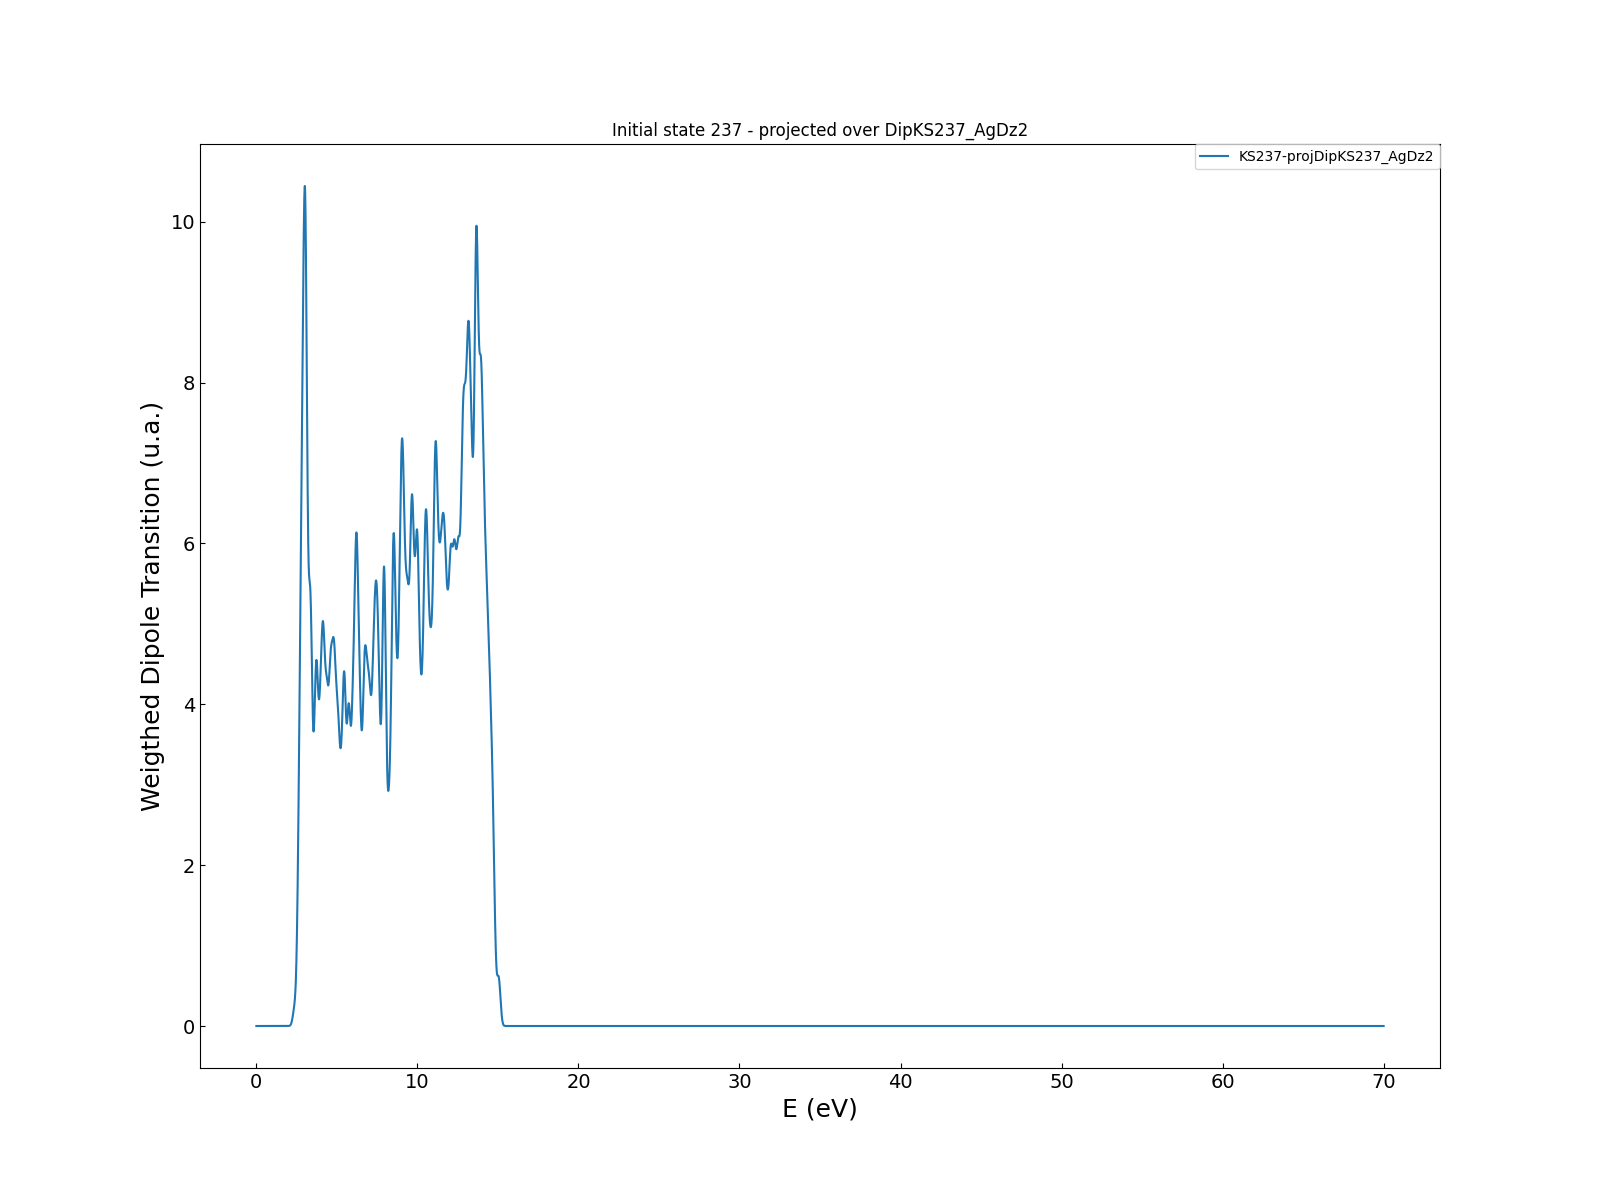 Initial state 237 - projected over DipKS237_AgDz2
KS237-projDipKS237_AgDz2
Weigthed Dipole Transition (u.a.)
10
8
6
4
2
0
0 10 20 30 40 50 60 70
E (eV)